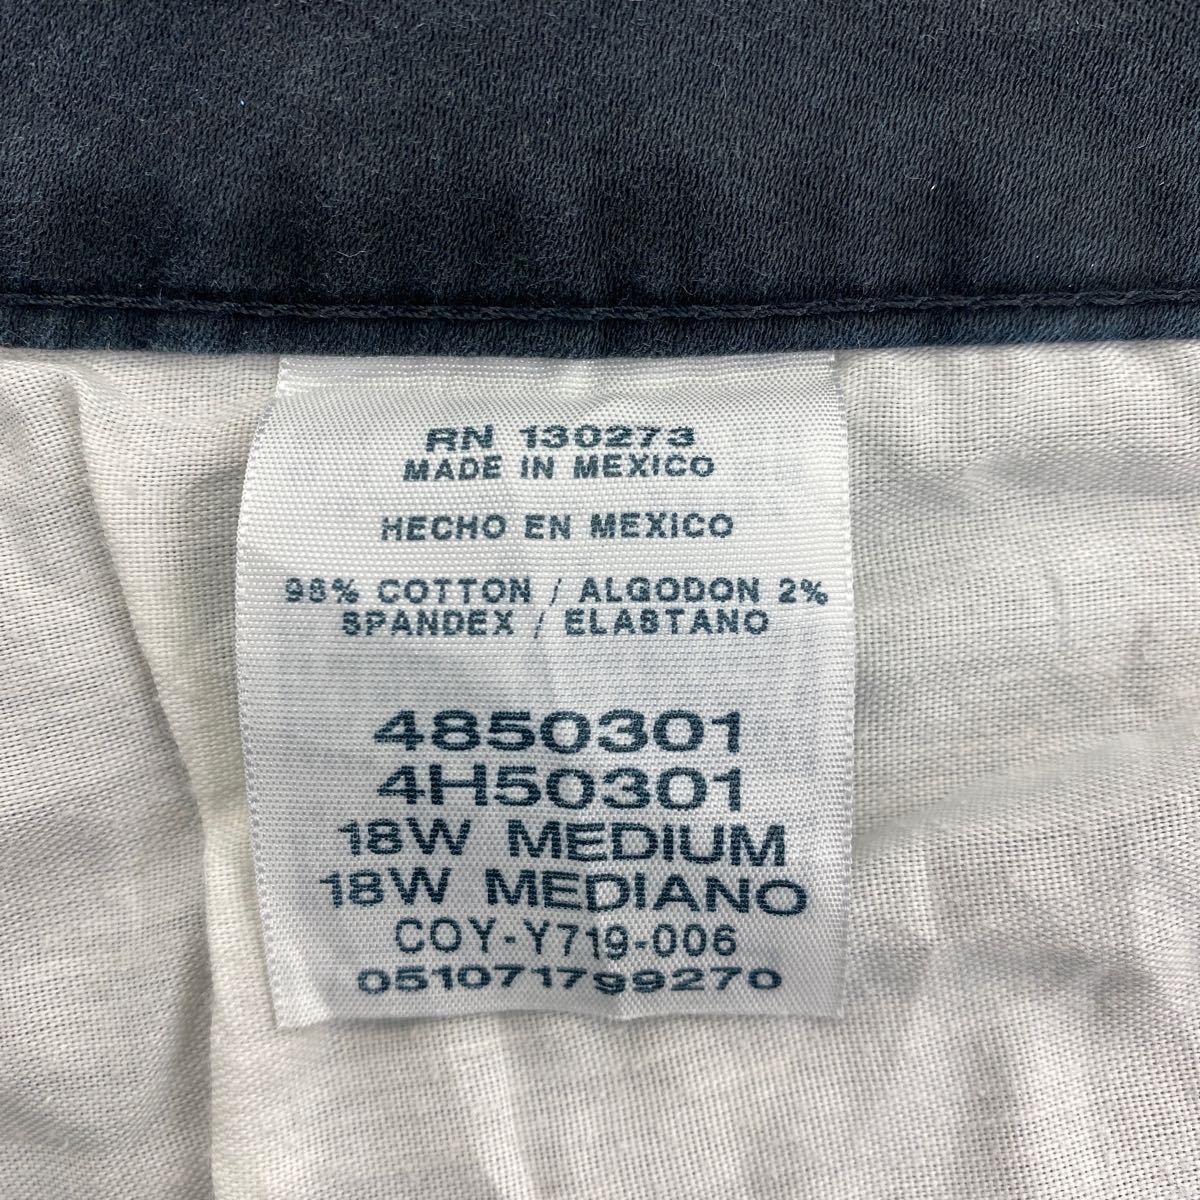 RN 130273
MADE IN MEXICO
HECHO EN MEXICO
98% COTTON / ALGODON 2%
SPANDEX / ELASTANO
4850301
4H50301
18W MEDIUM
18W MEDIANO
COY-Y719-006
051071799270